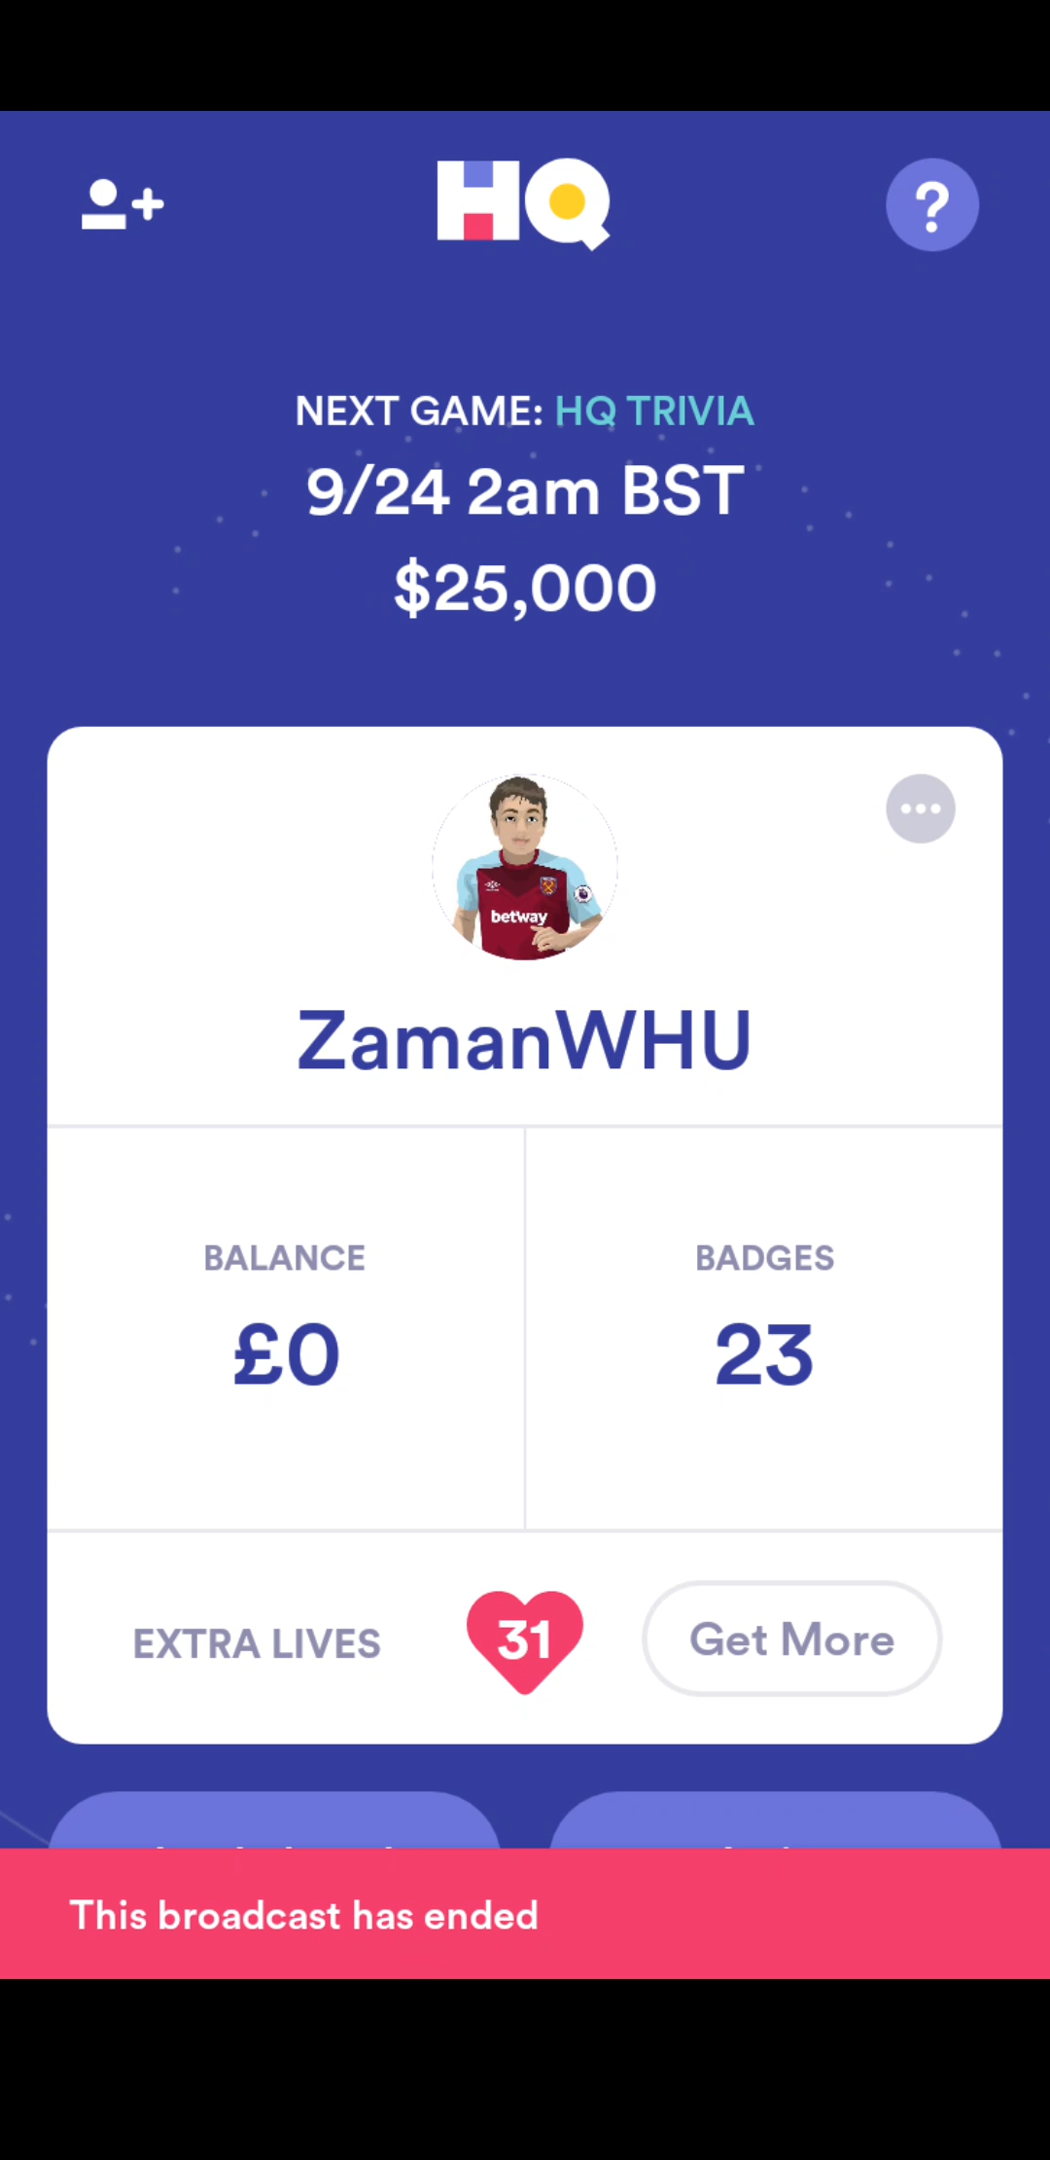 HQ
?
NEXT GAME: HQ TRIVIA
9/24 2am BST
$25,000
betway
ZamanWHU
BALANCE
£0
BADGES
23
EXTRA LIVES
31
Get More
This broadcast has ended